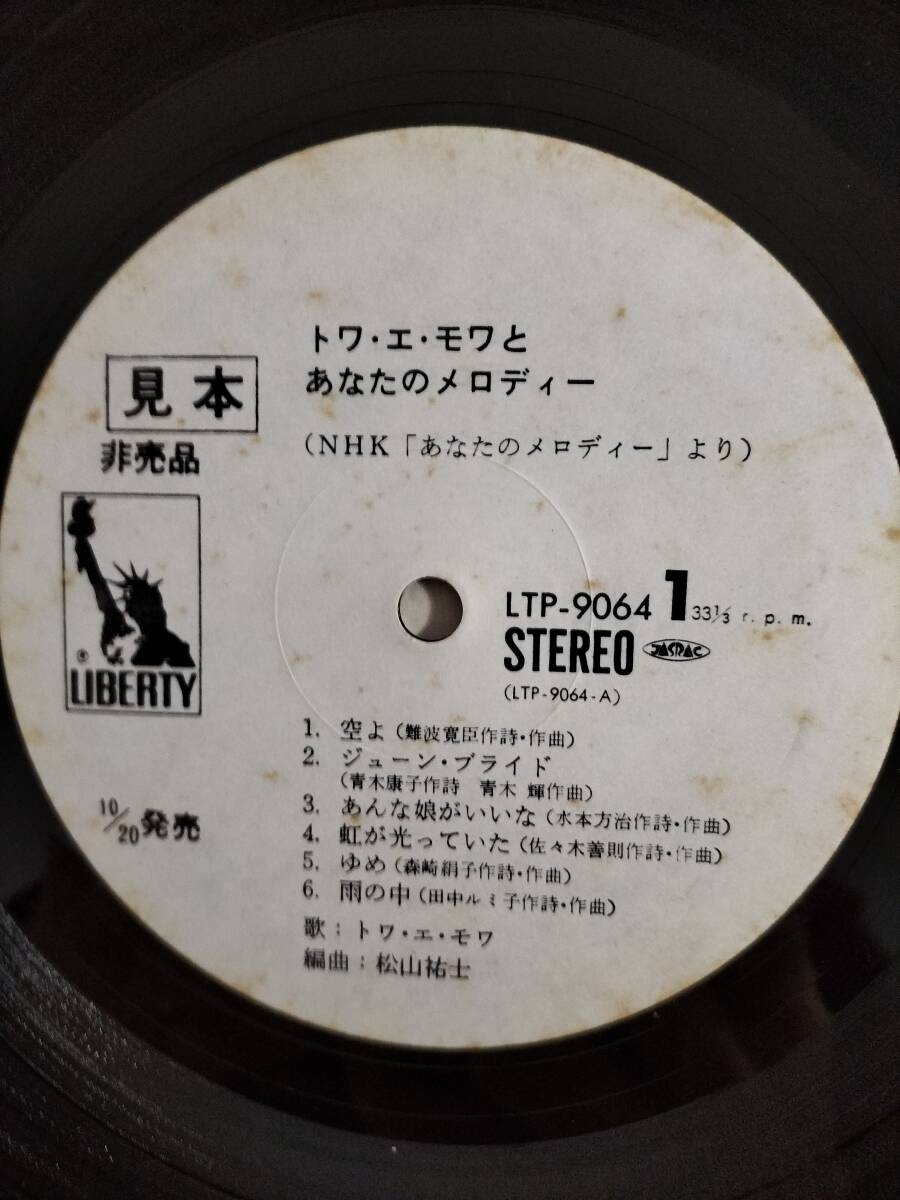 トワ・エ・モワと
あなたのメロディー
(NHK「あなたのメロディー」より)
見本
非売品
LIBERTY
®
LTP-9064 1 33⅓ r.p.m.
STEREO JASRAC
(LTP-9064-A)
10/20発売
1. 空よ (難波寛臣作詩・作曲)
2. ジューン・ブライド
(青木康子作詩 青木 輝作曲)
3. あんな娘がいいな (水本方治作詩・作曲)
4. 虹が光っていた (佐々木善則作詩・作曲)
5. ゆめ (森崎絹子作詩・作曲)
6. 雨の中 (田中ルミ子作詩・作曲)
歌：トワ・エ・モワ
編曲：松山祐士